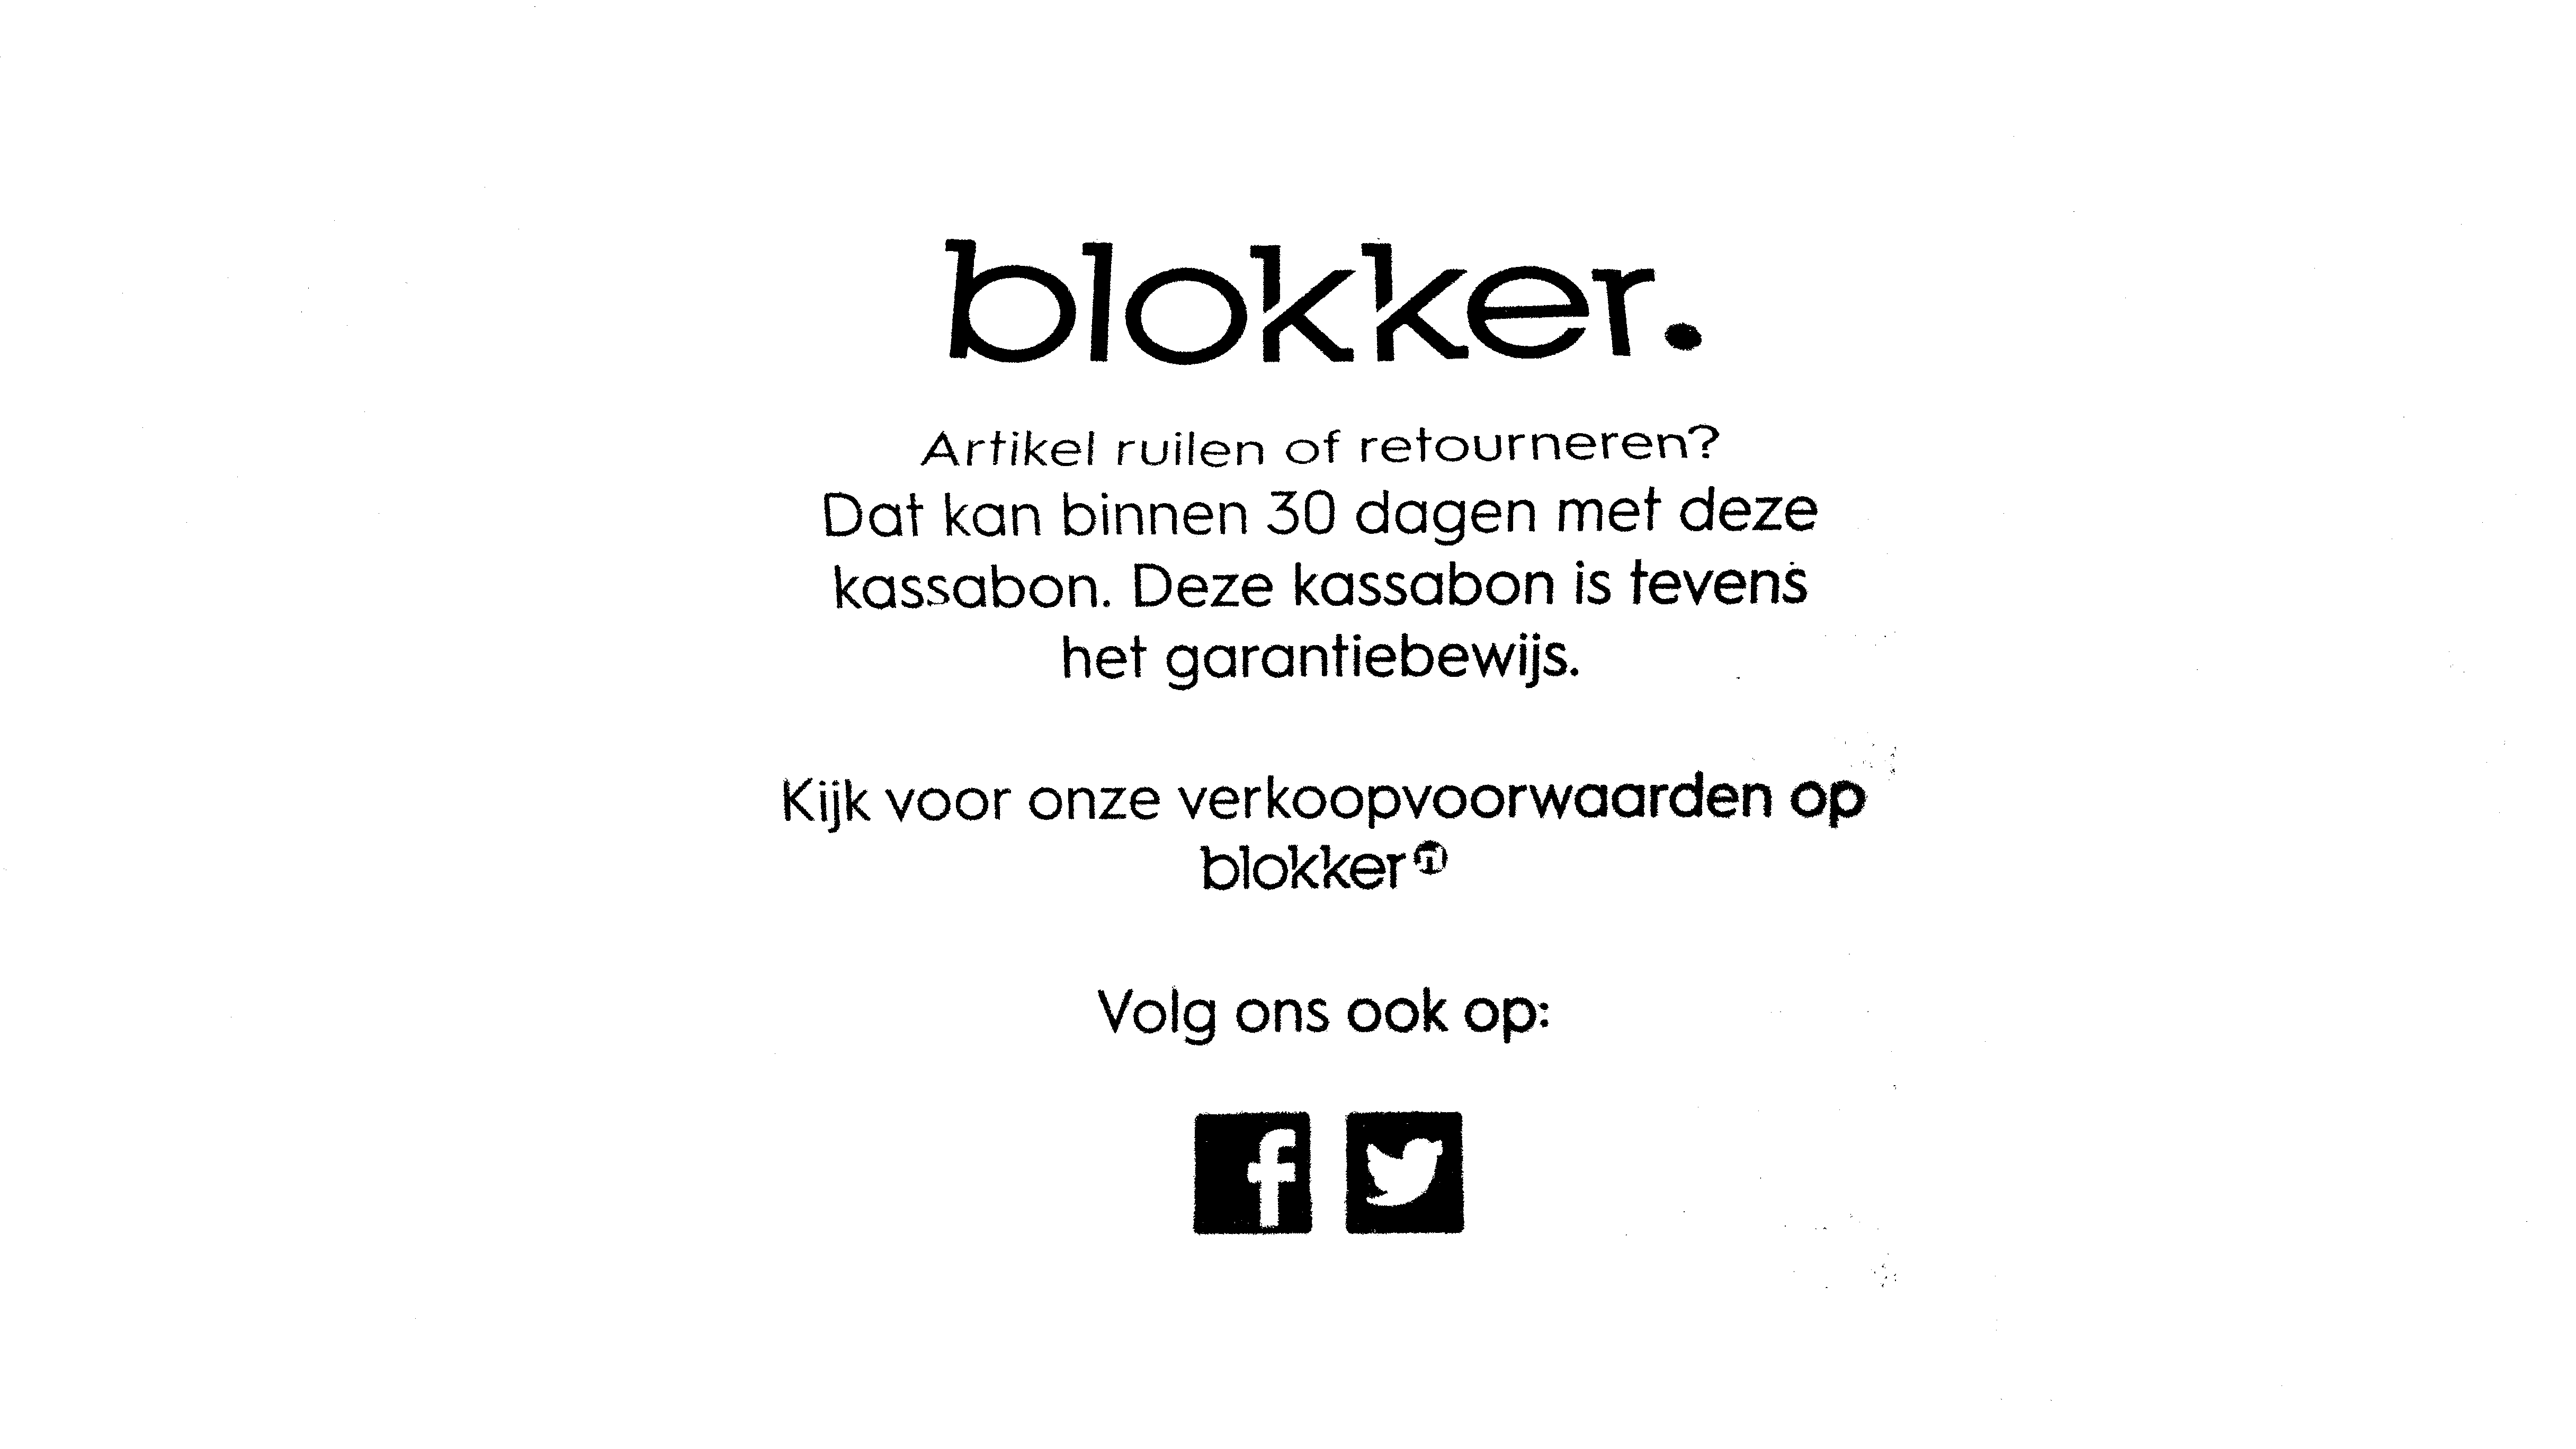 blokker.
Artikel ruilen of retourneren?
Dat kan binnen 30 dagen met deze
kassabon. Deze kassabon is tevens
het garantiebewijs.
Kijk voor onze verkoopvoorwaarden op
blokker nl
Volg ons ook op: